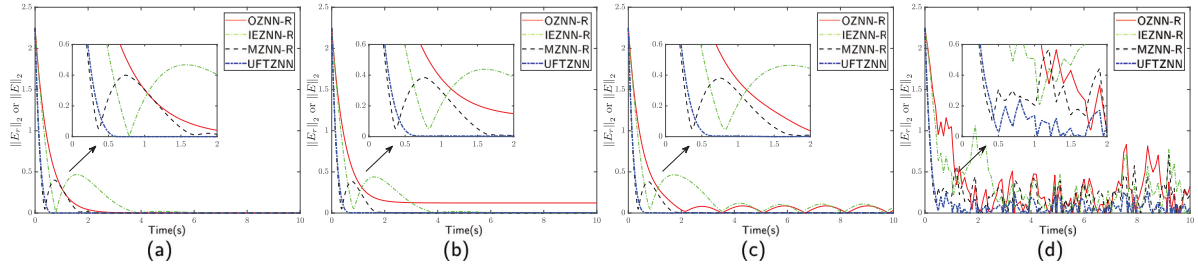 2.5
2
1.5
1
0.5
0
0 2 4 6 8 10
||E_r||_2 or ||E||_2
Time(s)
OZNN-R
IEZNN-R
MZNN-R
UFTZNN
0.6
0.4
0.2
0
0 0.5 1 1.5 2
(a)
2.5
2
1.5
1
0.5
0
0 2 4 6 8 10
||E_r||_2 or ||E||_2
Time(s)
OZNN-R
IEZNN-R
MZNN-R
UFTZNN
0.6
0.4
0.2
0
0 0.5 1 1.5 2
(b)
2.5
2
1.5
1
0.5
0
0 2 4 6 8 10
||E_r||_2 or ||E||_2
Time(s)
OZNN-R
IEZNN-R
MZNN-R
UFTZNN
0.6
0.4
0.2
0
0 0.5 1 1.5 2
(c)
2.5
2
1.5
1
0.5
0
0 2 4 6 8 10
||E_r||_2 or ||E||_2
Time(s)
OZNN-R
IEZNN-R
MZNN-R
UFTZNN
0.6
0.4
0.2
0
0 0.5 1 1.5 2
(d)